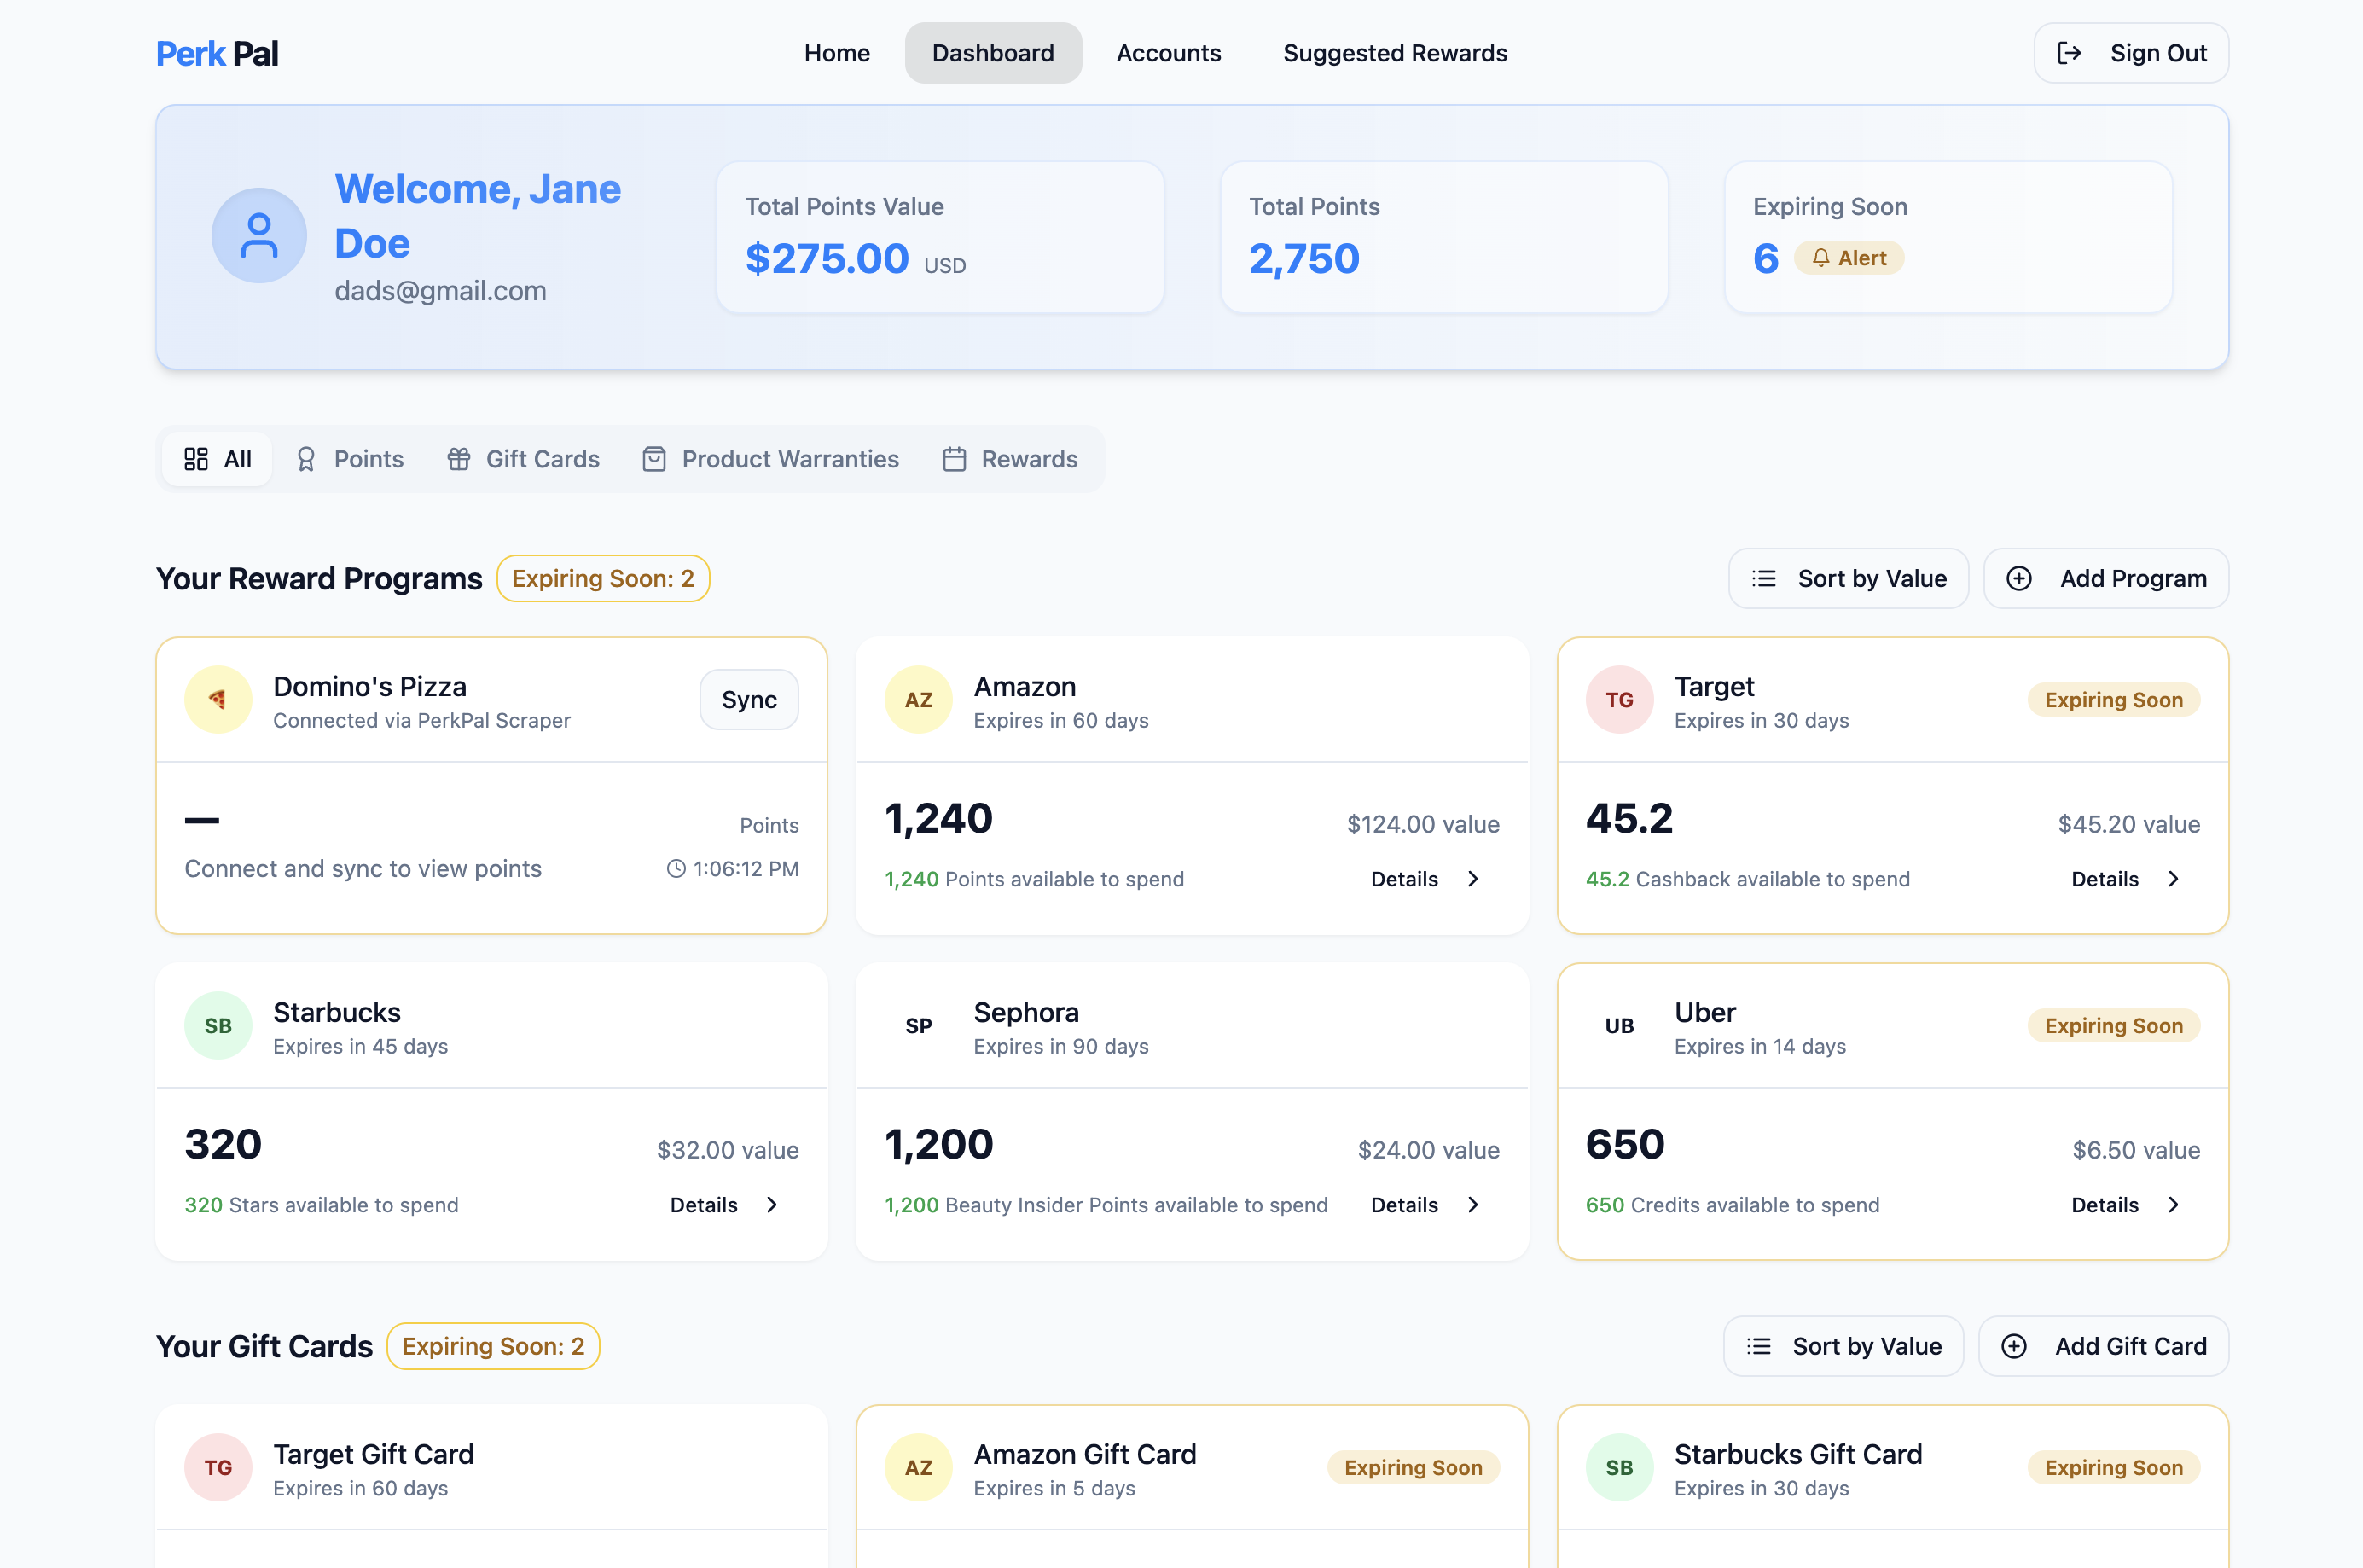 Perk Pal
Home
Dashboard
Accounts
Suggested Rewards
Sign Out
Welcome, Jane
Doe
dads@gmail.com
Total Points Value
$275.00 USD
Total Points
2,750
Expiring Soon
6 Alert
All
Points
Gift Cards
Product Warranties
Rewards
Your Reward Programs
Expiring Soon: 2
Sort by Value
Add Program
Domino's Pizza
Connected via PerkPal Scraper
Sync
—
Points
Connect and sync to view points
1:06:12 PM
AZ
Amazon
Expires in 60 days
1,240
$124.00 value
1,240 Points available to spend
Details
TG
Target
Expires in 30 days
Expiring Soon
45.2
$45.20 value
45.2 Cashback available to spend
Details
SB
Starbucks
Expires in 45 days
320
$32.00 value
320 Stars available to spend
Details
SP
Sephora
Expires in 90 days
1,200
$24.00 value
1,200 Beauty Insider Points available to spend
Details
UB
Uber
Expires in 14 days
Expiring Soon
650
$6.50 value
650 Credits available to spend
Details
Your Gift Cards
Expiring Soon: 2
Sort by Value
Add Gift Card
TG
Target Gift Card
Expires in 60 days
AZ
Amazon Gift Card
Expires in 5 days
Expiring Soon
SB
Starbucks Gift Card
Expires in 30 days
Expiring Soon